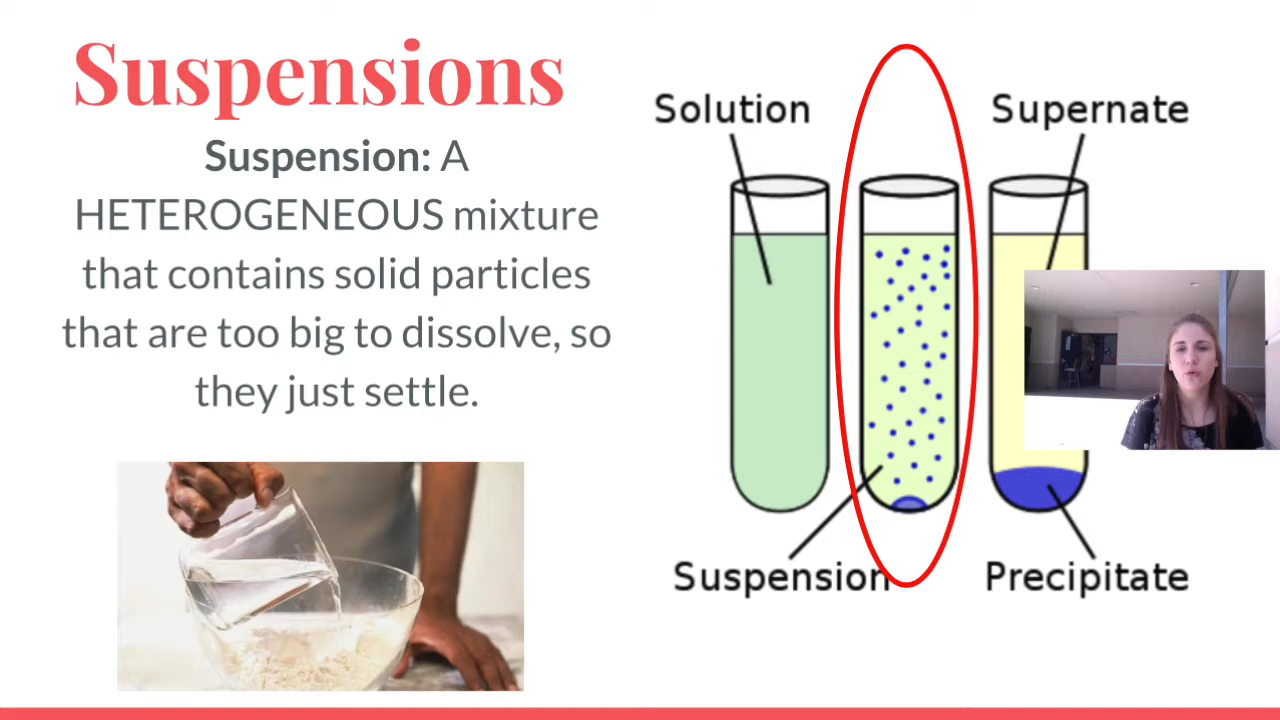 Suspensions
Suspension: A
HETEROGENEOUS mixture
that contains solid particles
that are too big to dissolve, so
they just settle.
Solution
Supernate
Suspension
Precipitate